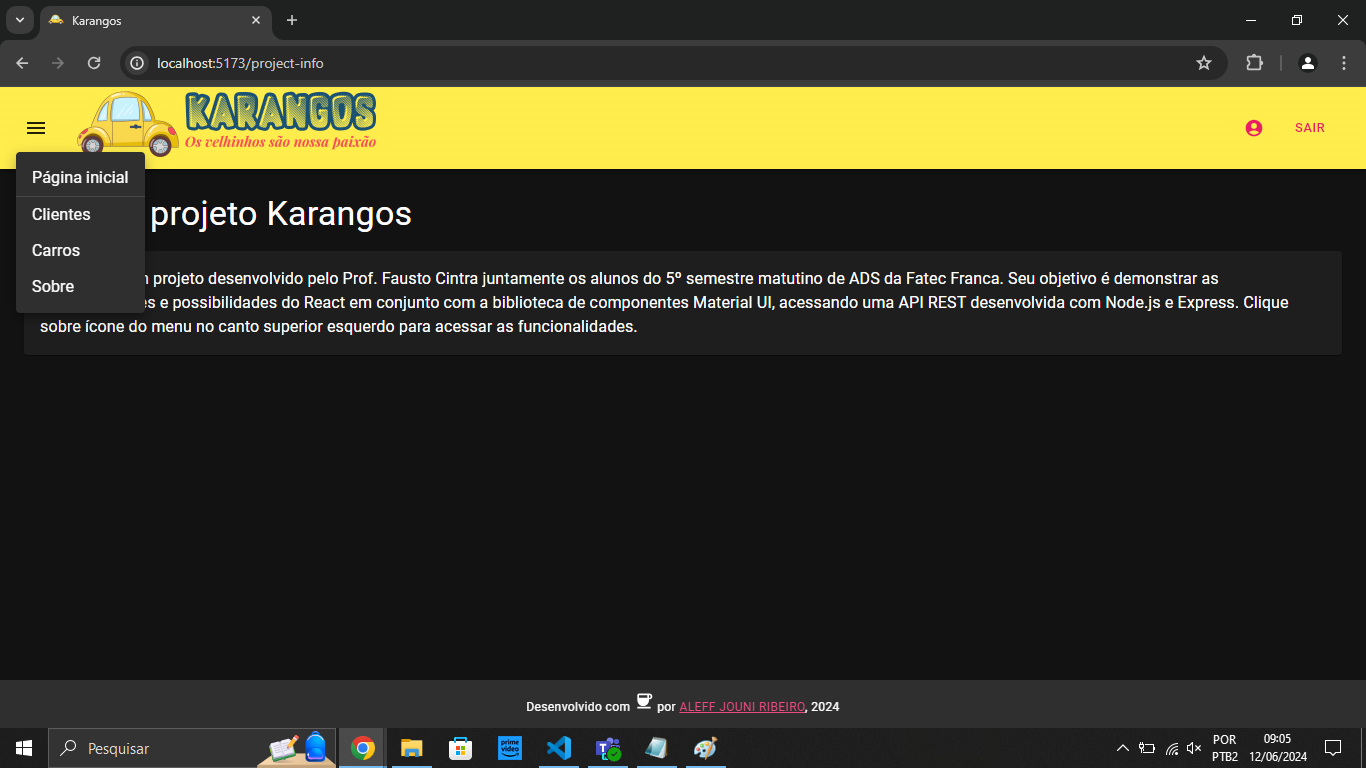 Karangos
localhost:5173/project-info
KARANGOS
Os velhinhos são nossa paixão
SAIR
Página inicial
Clientes
Carros
Sobre
projeto Karangos
projeto desenvolvido pelo Prof. Fausto Cintra juntamente os alunos do 5º semestre matutino de ADS da Fatec Franca. Seu objetivo é demonstrar as
e possibilidades do React em conjunto com a biblioteca de componentes Material UI, acessando uma API REST desenvolvida com Node.js e Express. Clique
sobre ícone do menu no canto superior esquerdo para acessar as funcionalidades.
Desenvolvido com por ALEFF JOUNI RIBEIRO, 2024
Pesquisar
prime video
POR
PTB2
09:05
12/06/2024